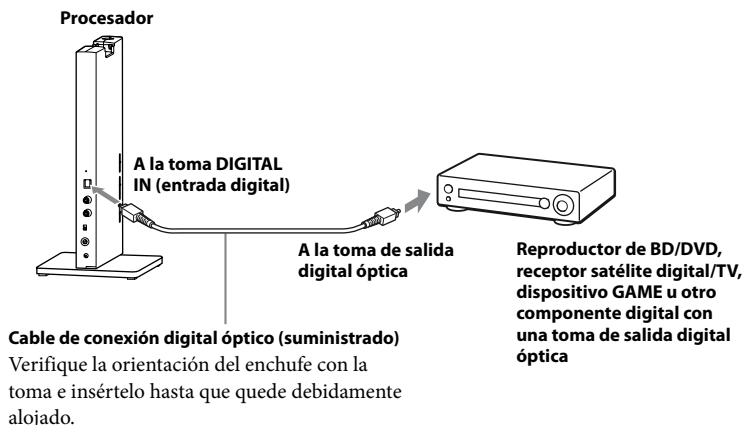 Procesador
A la toma DIGITAL
IN (entrada digital)
A la toma de salida
digital óptica
Reproductor de BD/DVD,
receptor satélite digital/TV,
dispositivo GAME u otro
componente digital con
una toma de salida digital
óptica
Cable de conexión digital óptico (suministrado)
Verifique la orientación del enchufe con la
toma e insértelo hasta que quede debidamente
alojado.